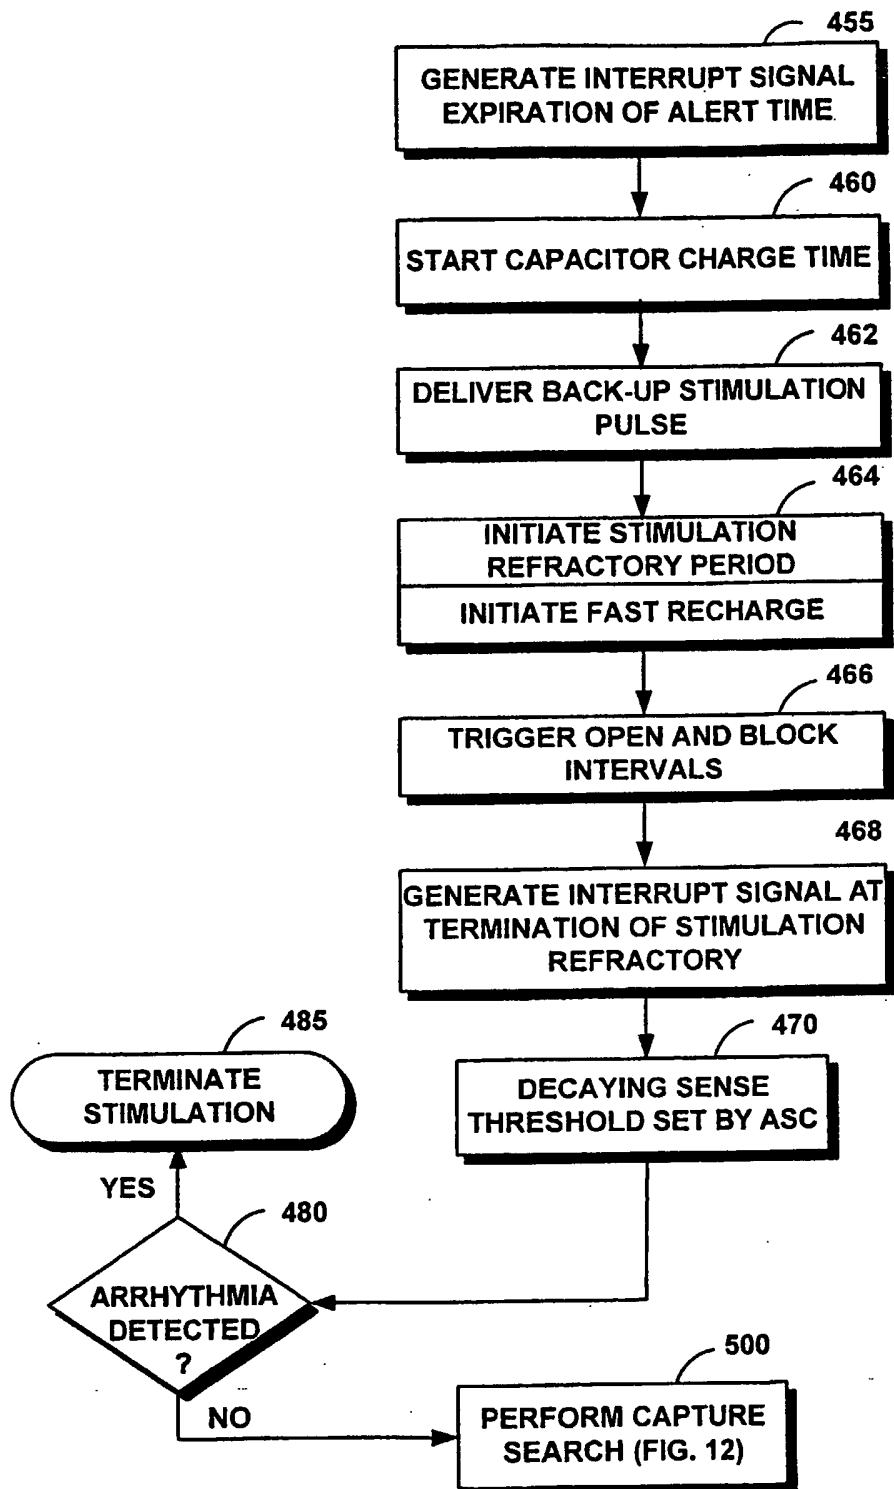 455
GENERATE INTERRUPT SIGNAL
EXPIRATION OF ALERT TIME
460
START CAPACITOR CHARGE TIME
462
DELIVER BACK-UP STIMULATION
PULSE
464
INITIATE STIMULATION
REFRACTORY PERIOD
INITIATE FAST RECHARGE
466
TRIGGER OPEN AND BLOCK
INTERVALS
468
GENERATE INTERRUPT SIGNAL AT
TERMINATION OF STIMULATION
REFRACTORY
470
DECAYING SENSE
THRESHOLD SET BY ASC
485
TERMINATE
STIMULATION
YES
480
ARRHYTHMIA
DETECTED
?
NO
500
PERFORM CAPTURE
SEARCH (FIG. 12)